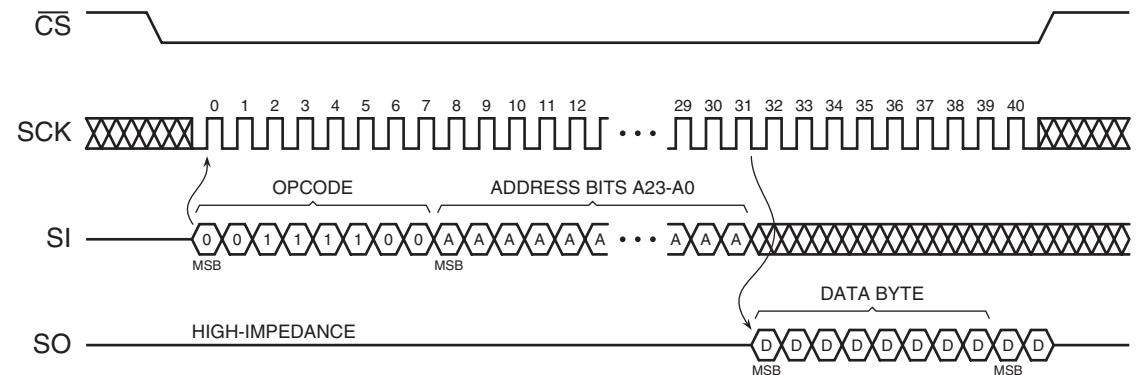 CS
0 1 2 3 4 5 6 7 8 9 10 11 12 29 30 31 32 33 34 35 36 37 38 39 40
SCK
OPCODE ADDRESS BITS A23-A0
SI 0 0 1 1 1 1 0 0 A A A A A A A A A
MSB MSB
DATA BYTE
HIGH-IMPEDANCE
SO D D D D D D D D D D
MSB MSB